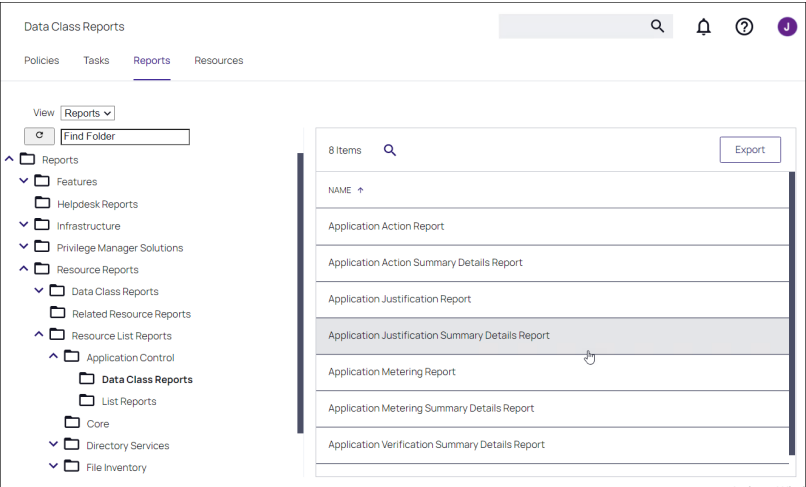 Data Class Reports
J
Policies Tasks Reports Resources
View Reports
Find Folder
Reports
Features
Helpdesk Reports
Infrastructure
Privilege Manager Solutions
Resource Reports
Data Class Reports
Related Resource Reports
Resource List Reports
Application Control
Data Class Reports
List Reports
Core
Directory Services
File Inventory
8 Items
Export
NAME
Application Action Report
Application Action Summary Details Report
Application Justification Report
Application Justification Summary Details Report
Application Metering Report
Application Metering Summary Details Report
Application Verification Summary Details Report